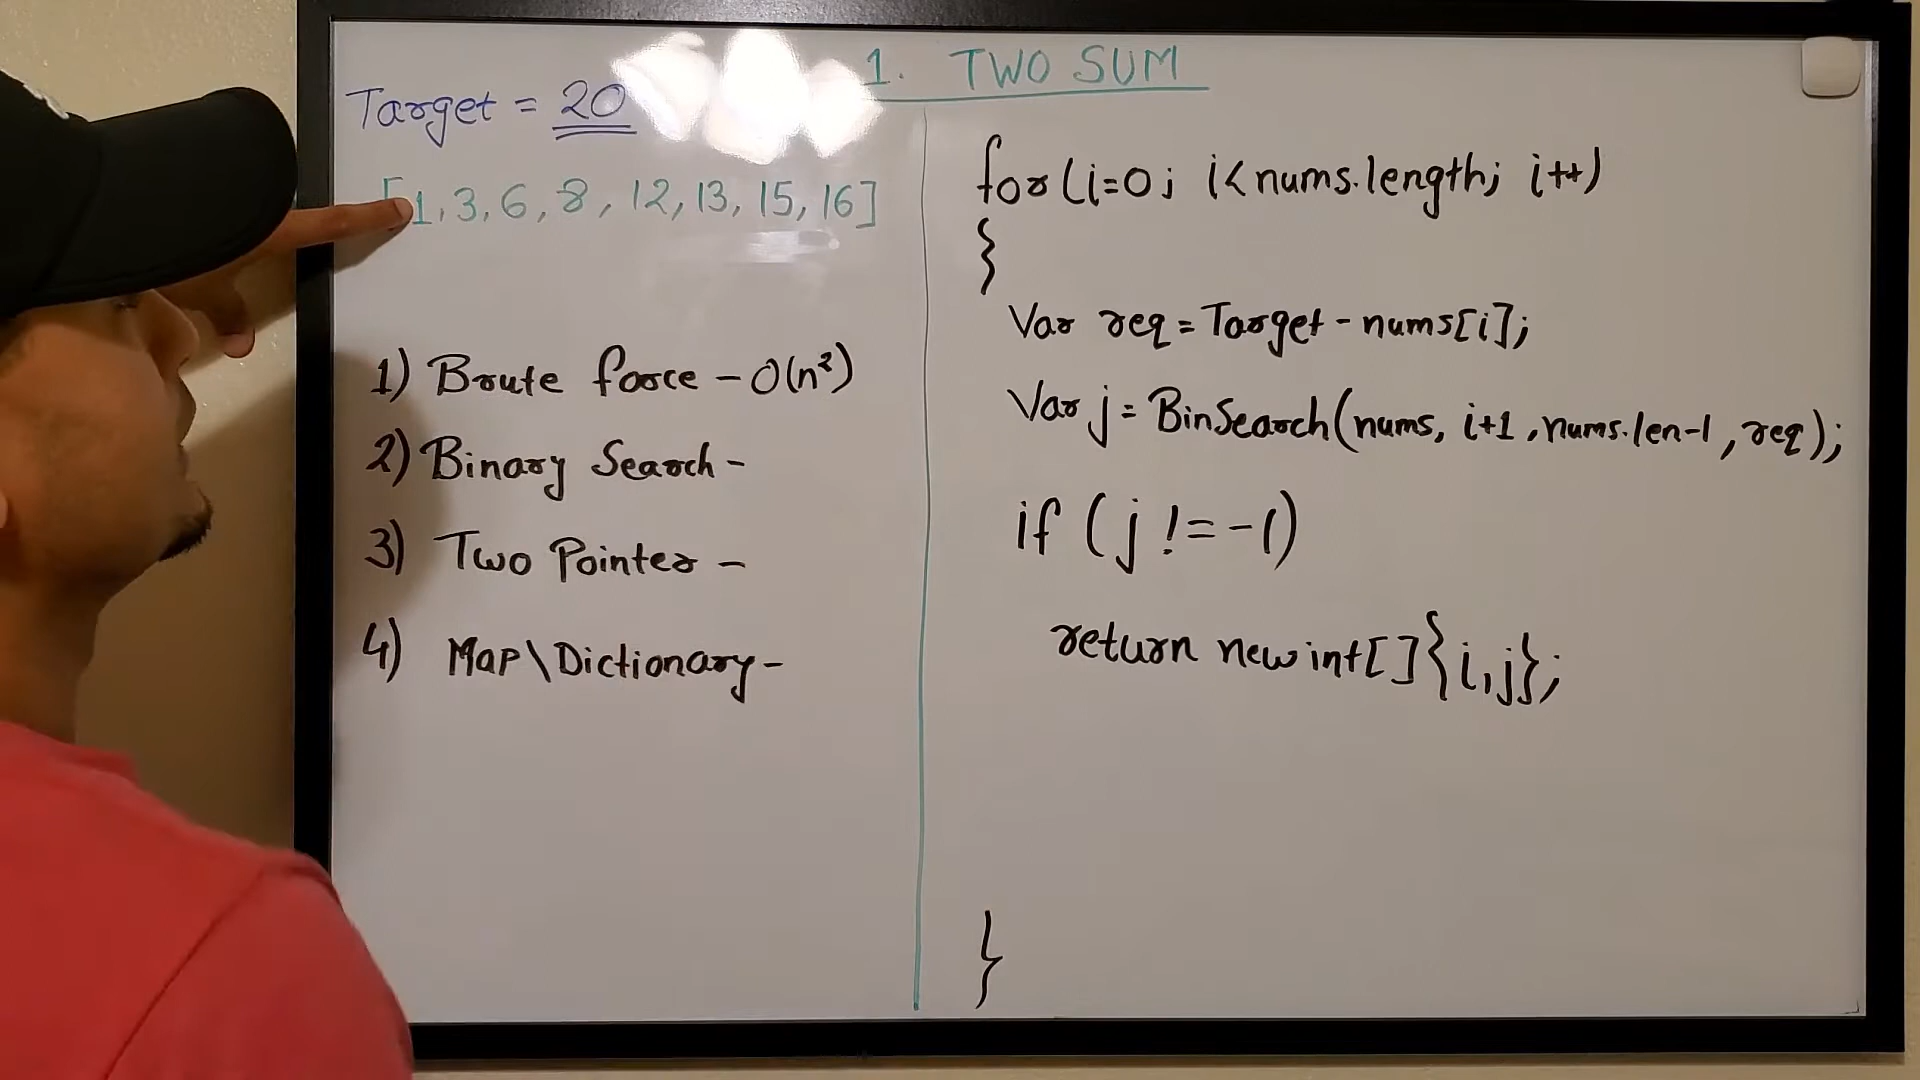 1. TWO SUM
Target = 20
[1, 3, 6, 8, 12, 13, 15, 16]
1) Brute force - O(n²)
2) Binary Search -
3) Two Pointer -
4) Map\Dictionary -
for(i=0; i<nums.length; i++)
{
Var req = Target - nums[i];
Var j = BinSearch(nums, i+1, nums.len-1, req);
if (j != -1)
return new int[]{i,j};
}